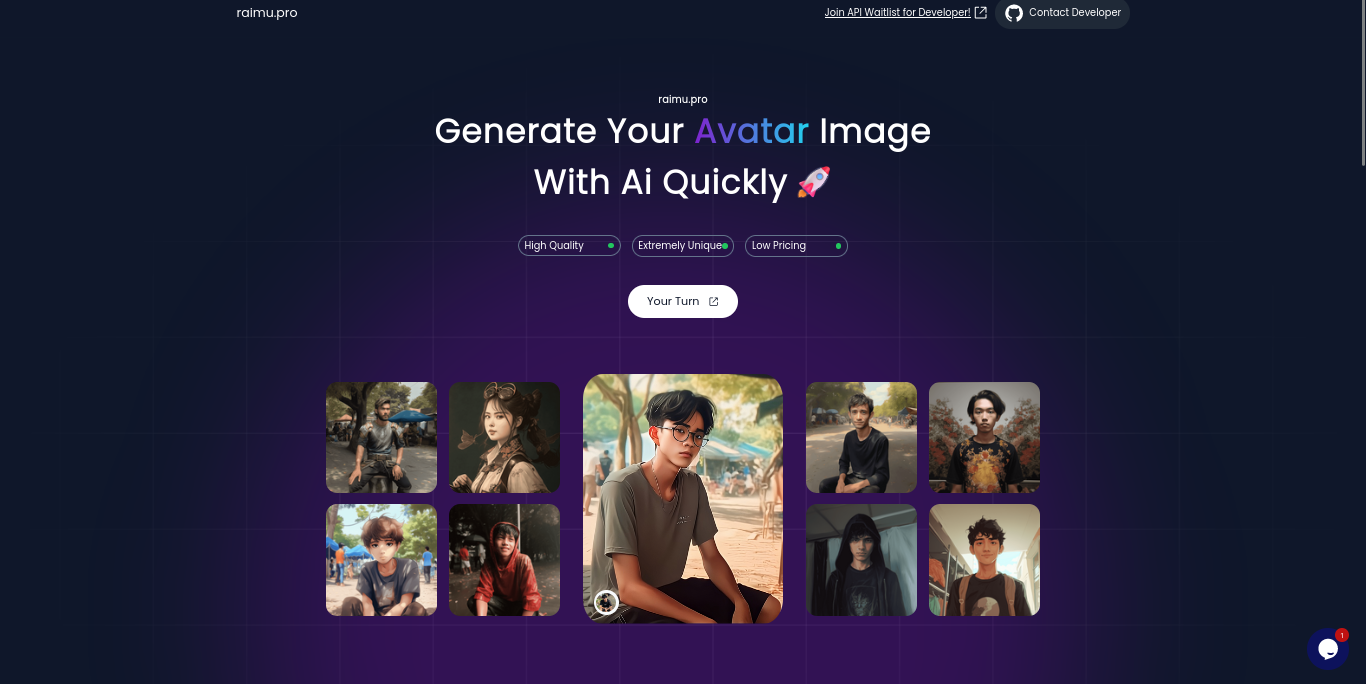 raimu.pro
Join API Waitlist for Developer!
Contact Developer
raimu.pro
Generate Your Avatar Image
With Ai Quickly 🚀
High Quality
Extremely Unique
Low Pricing
Your Turn
1